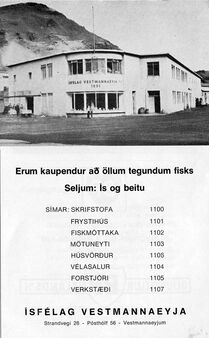 ÍSFÉLAG VESTMANNAEYJA
Erum kaupendur að öllum tegundum fisks
Seljum: Ís og beitu
SÍMAR: SKRIFSTOFA 1100
FRYSTIHÚS 1101
FISKMÓTTAKA 1102
MÖTUNEYTI 1103
HÚSVÖRÐUR 1105
VÉLASALUR 1104
FORSTJÓRI 1105
VERKSTÆÐI 1107
ÍSFÉLAG VESTMANNAEYJA
Strandvegi 26 - Pósthólf 56 - Vestmannaeyjum